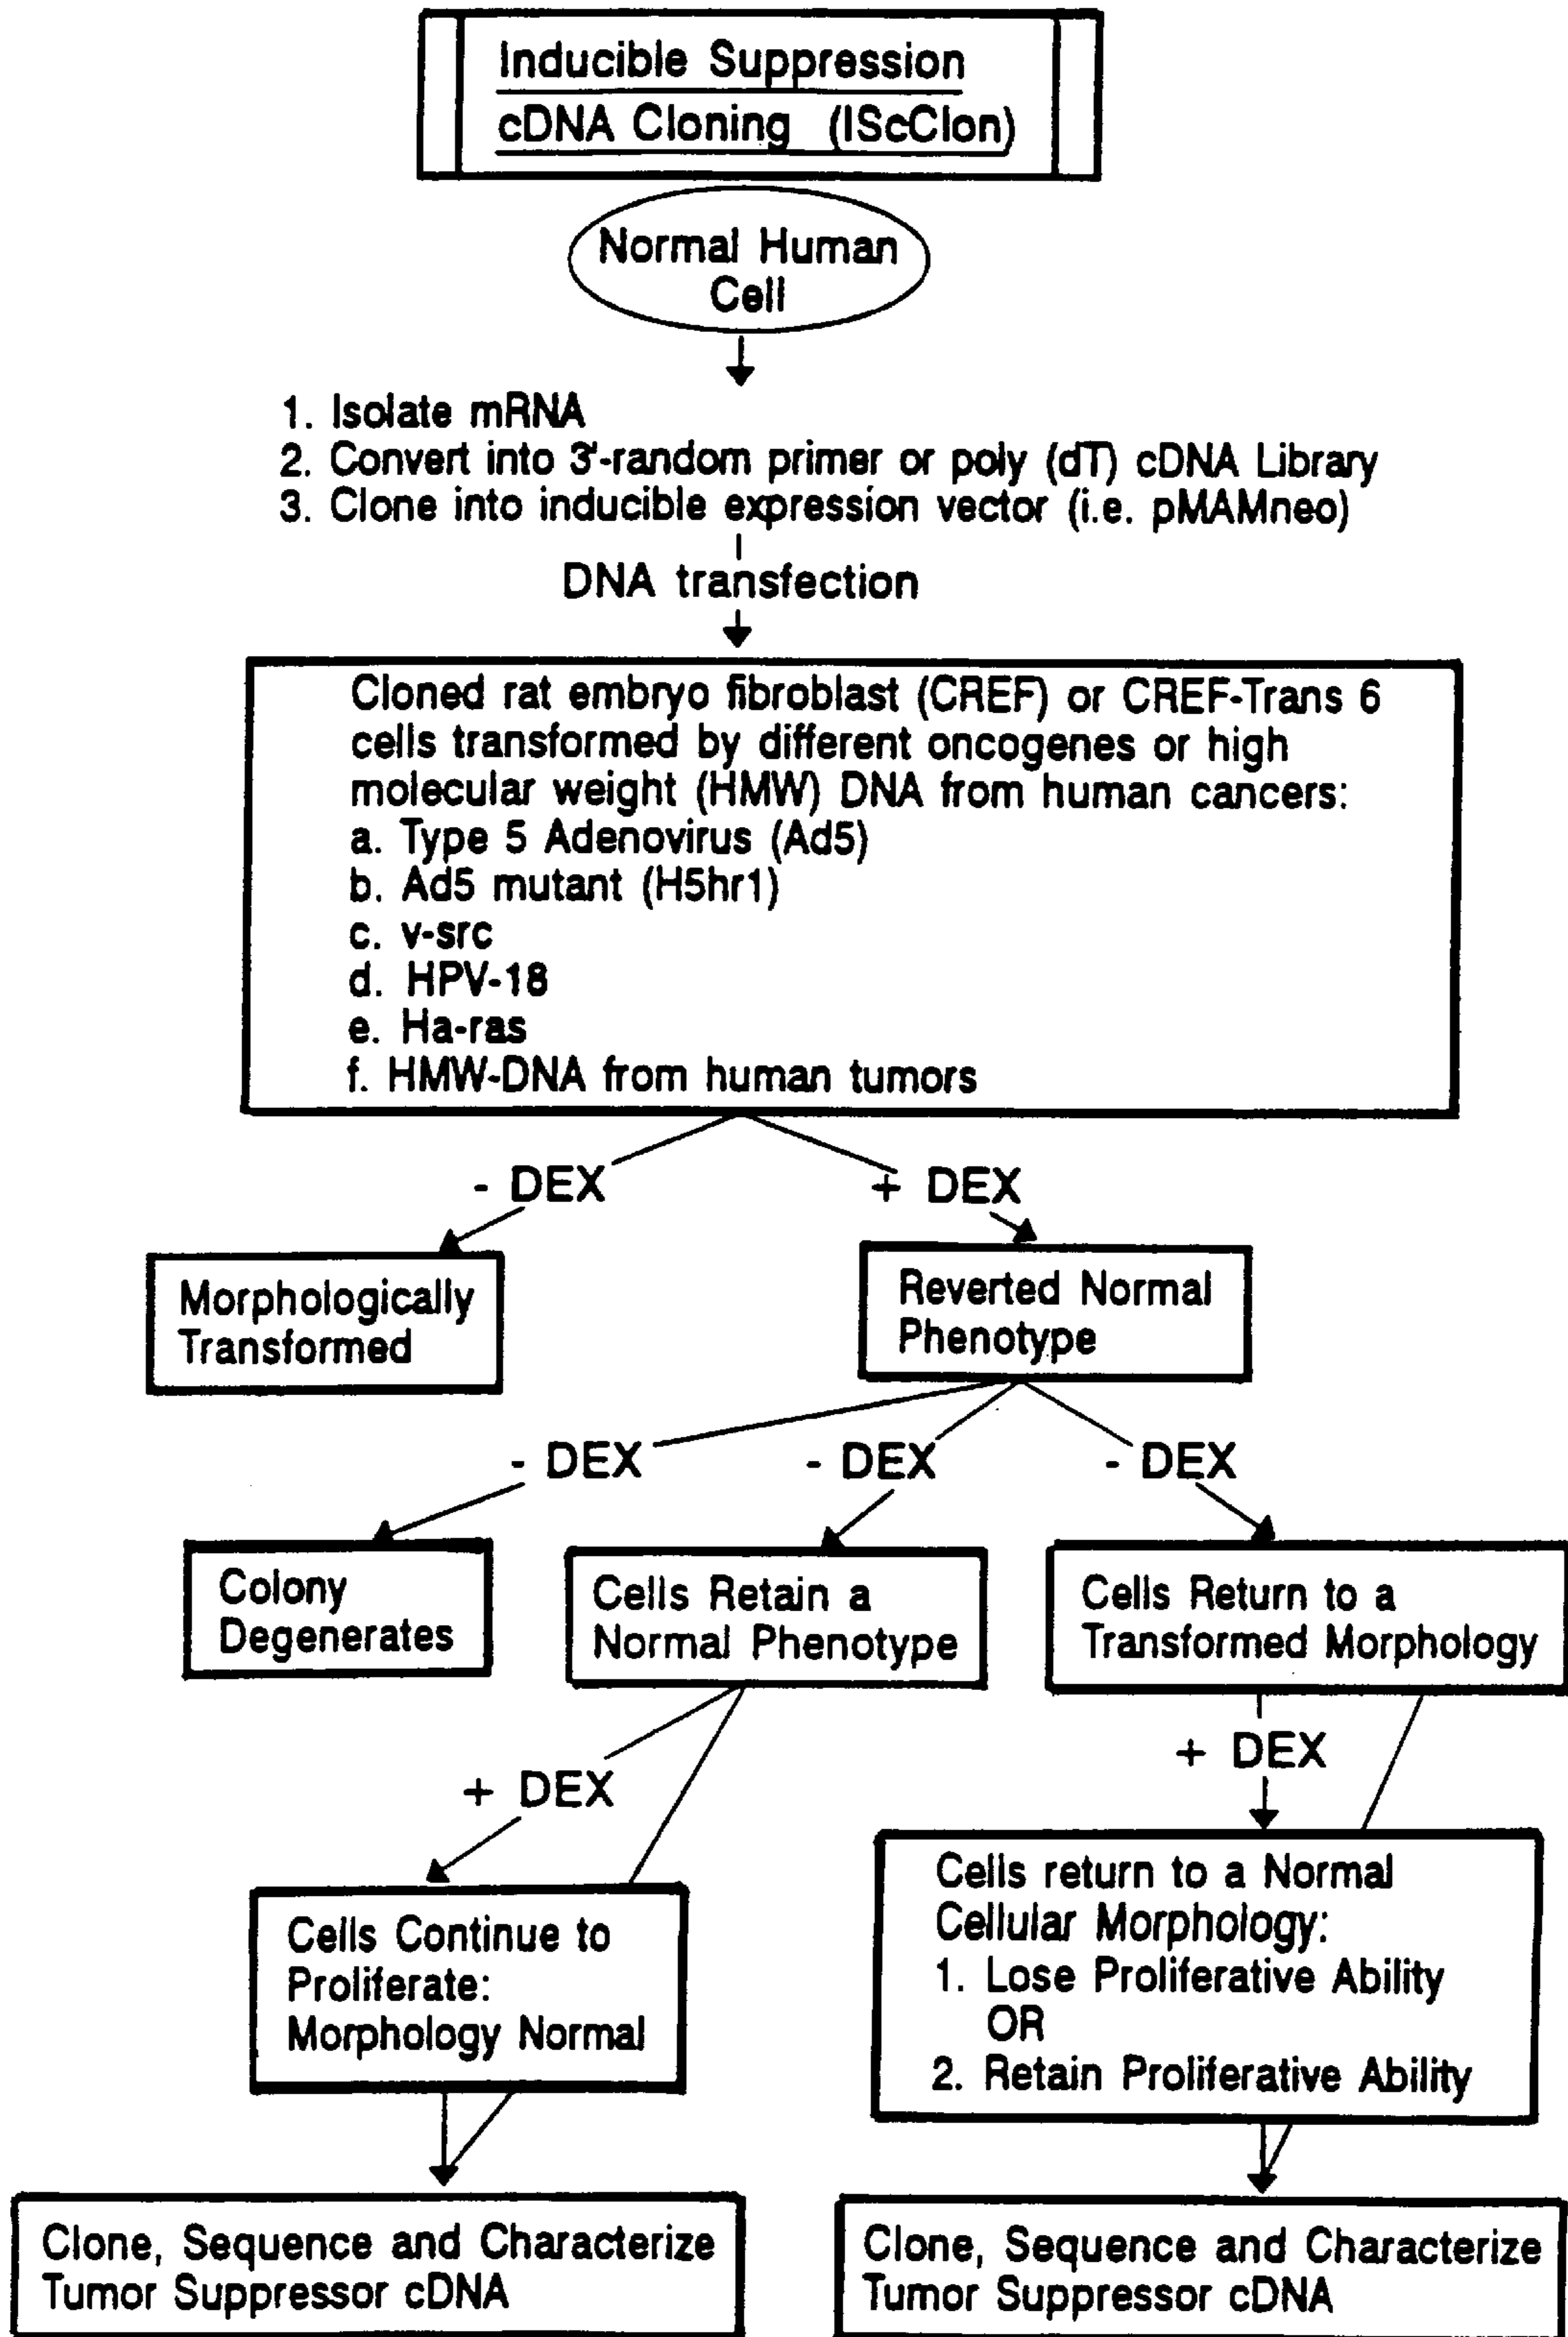 Inducible Suppression
cDNA Cloning (IScClon)
Normal Human
Cell
1. Isolate mRNA
2. Convert into 3'-random primer or poly (dT) cDNA Library
3. Clone into inducible expression vector (i.e. pMAMneo)
DNA transfection
Cloned rat embryo fibroblast (CREF) or CREF-Trans 6
cells transformed by different oncogenes or high
molecular weight (HMW) DNA from human cancers:
a. Type 5 Adenovirus (Ad5)
b. Ad5 mutant (H5hr1)
c. v-src
d. HPV-18
e. Ha-ras
f. HMW-DNA from human tumors
- DEX
+ DEX
Morphologically
Transformed
Reverted Normal
Phenotype
- DEX
- DEX
- DEX
Colony
Degenerates
Cells Retain a
Normal Phenotype
Cells Return to a
Transformed Morphology
+ DEX
+ DEX
Cells Continue to
Proliferate:
Morphology Normal
Cells return to a Normal
Cellular Morphology:
1. Lose Proliferative Ability
OR
2. Retain Proliferative Ability
Clone, Sequence and Characterize
Tumor Suppressor cDNA
Clone, Sequence and Characterize
Tumor Suppressor cDNA